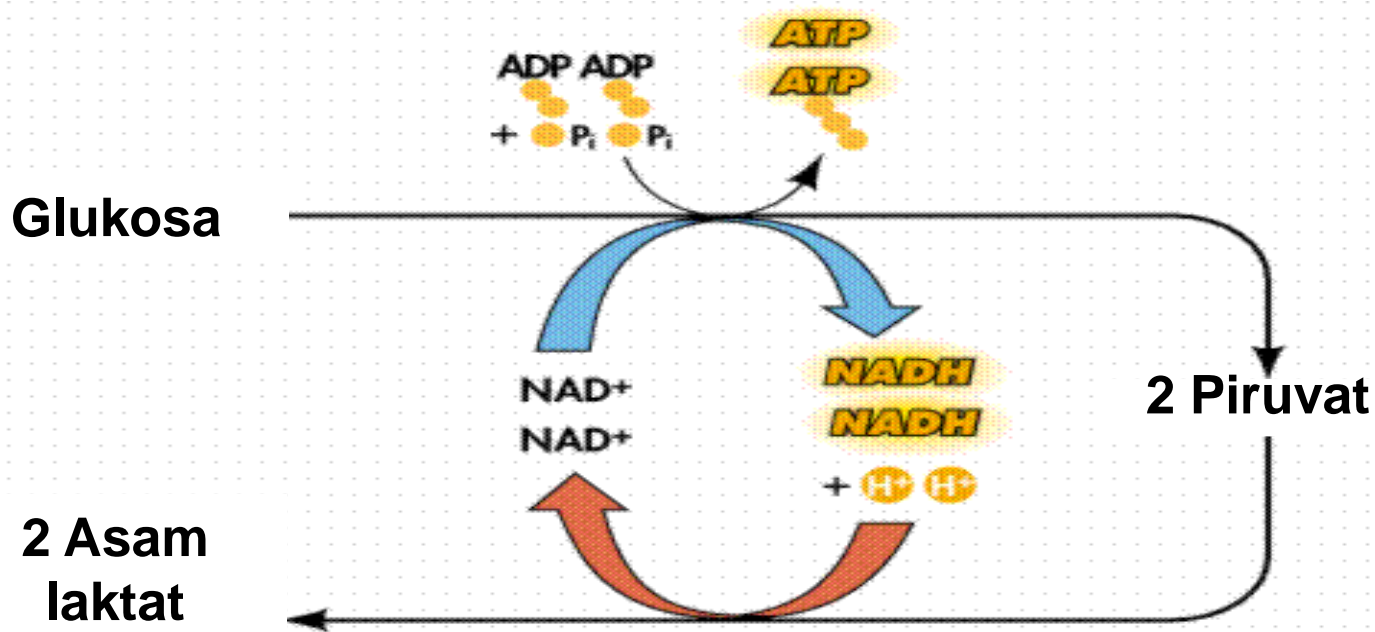 ATP
ATP
ADP ADP
+ Pi Pi
Glukosa
NAD+
NAD+
NADH
NADH
+ H+ H+
2 Piruvat
2 Asam
laktat